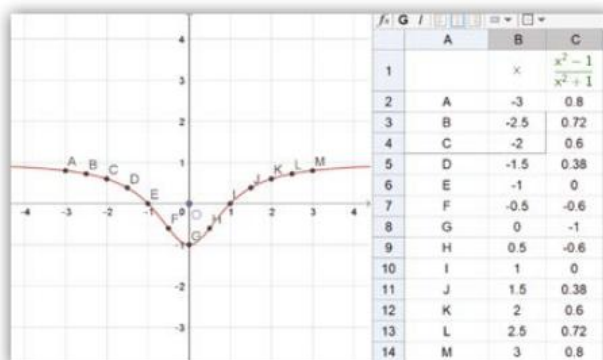 fx G I
A B C
1 x x² − 1 / x² + 1
2 A -3 0.8
3 B -2.5 0.72
4 C -2 0.6
5 D -1.5 0.38
6 E -1 0
7 F -0.5 -0.6
8 G 0 -1
9 H 0.5 -0.6
10 I 1 0
11 J 1.5 0.38
12 K 2 0.6
13 L 2.5 0.72
14 M 3 0.8
4
3
2
1
A B C D E F G H I J K L M
-4 -3 -2 -1 0 O 1 2 3 4
-2
-3